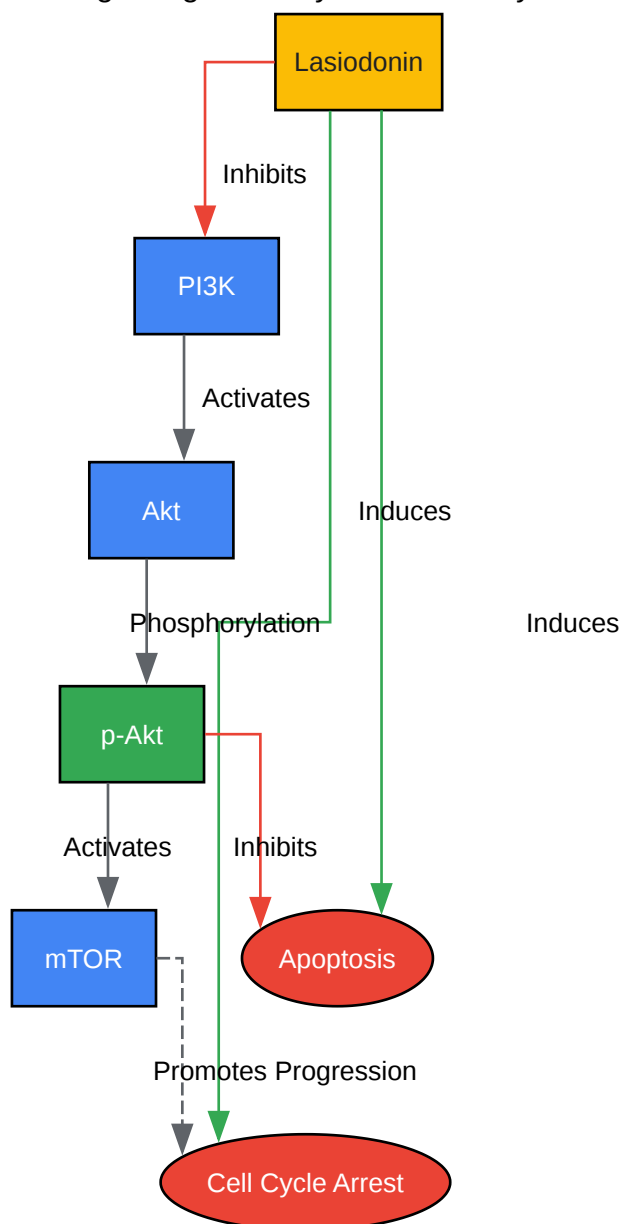 Lasiodonin
Inhibits
PI3K
Activates
Akt
Induces
Phosphorylation
Induces
p-Akt
Activates
Inhibits
mTOR
Apoptosis
Promotes Progression
Cell Cycle Arrest